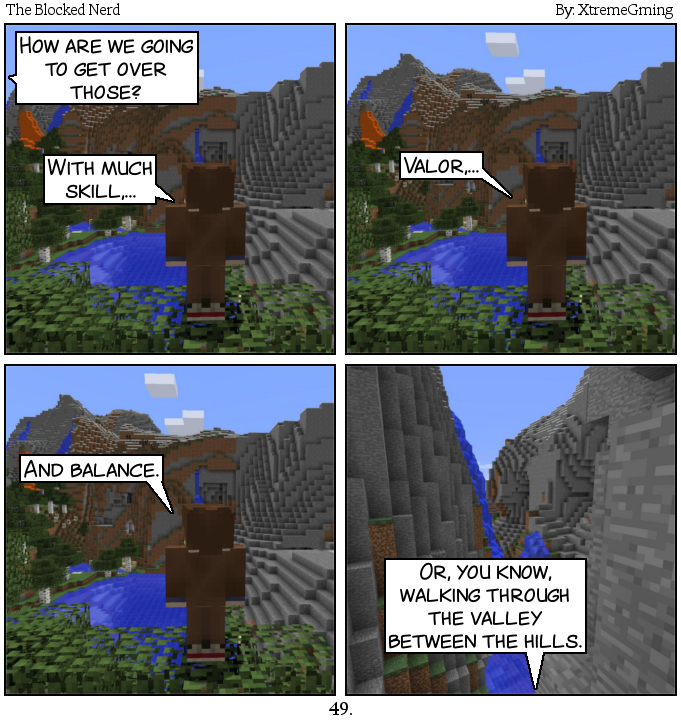 The Blocked Nerd
By: XtremeGming
How are we going
to get over
those?
With much
skill,...
Valor,...
And balance.
Or, you know,
walking through
the valley
between the hills.
49.